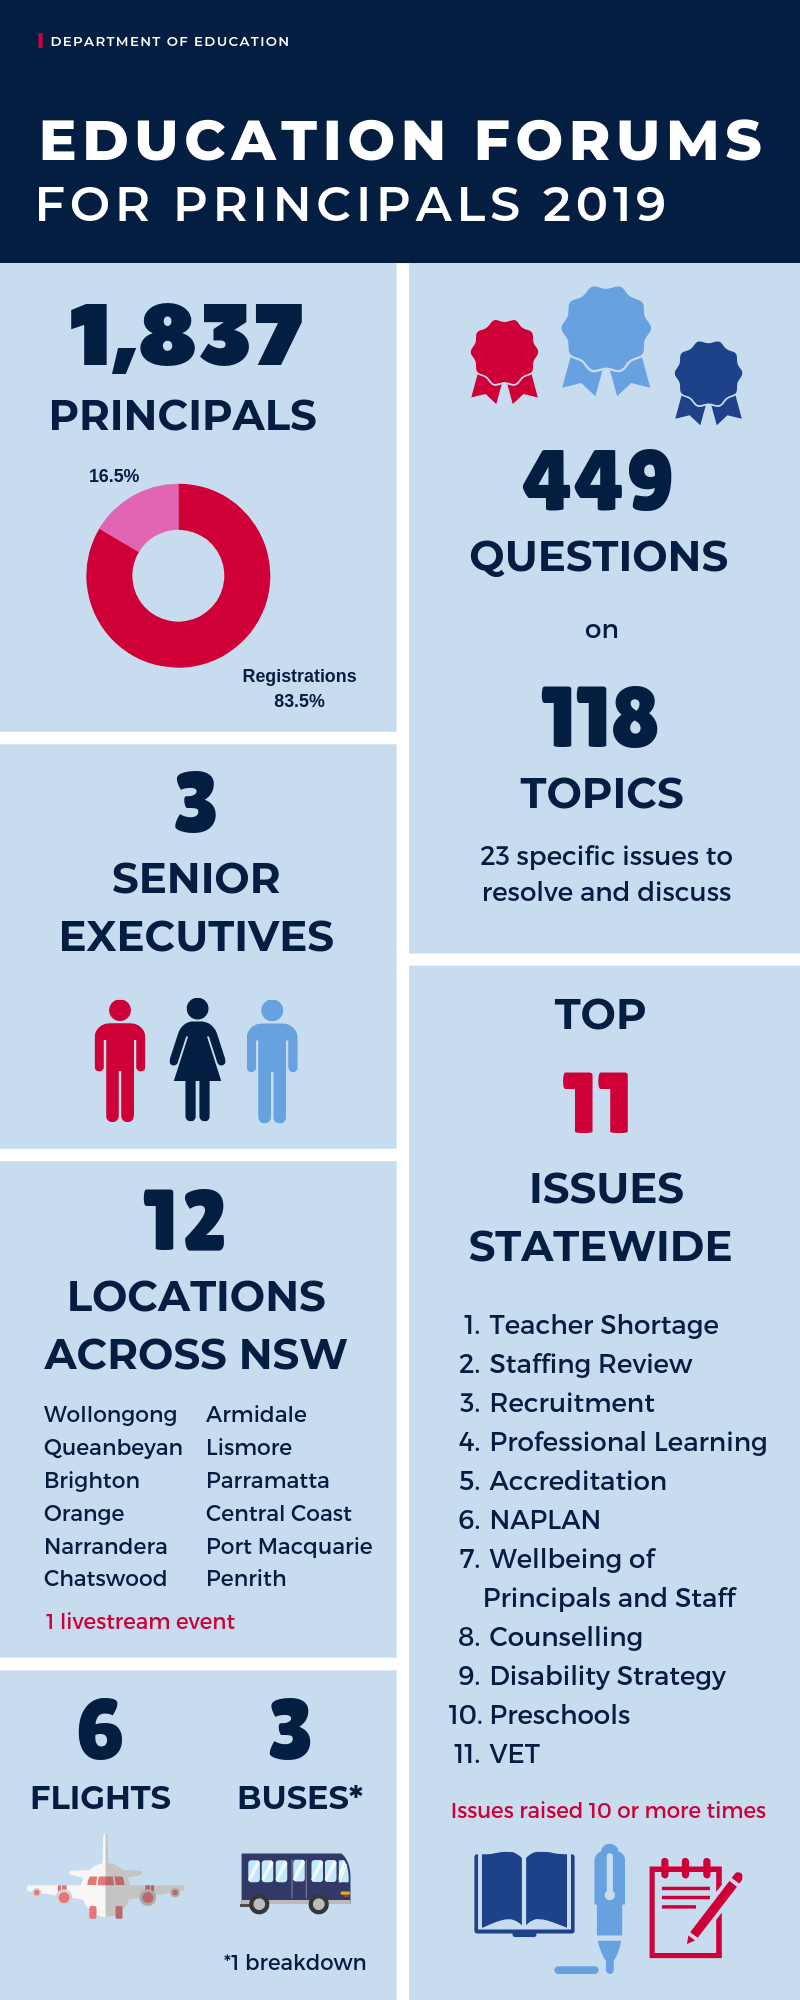 DEPARTMENT OF EDUCATION
EDUCATION FORUMS
FOR PRINCIPALS 2019
1,837
PRINCIPALS
16.5%
Registrations
83.5%
3
SENIOR
EXECUTIVES
12
LOCATIONS
ACROSS NSW
Wollongong
Queanbeyan
Brighton
Orange
Narrandera
Chatswood
Armidale
Lismore
Parramatta
Central Coast
Port Macquarie
Penrith
1 livestream event
6
FLIGHTS
3
BUSES*
*1 breakdown
449
QUESTIONS
on
118
TOPICS
23 specific issues to
resolve and discuss
TOP
11
ISSUES
STATEWIDE
1. Teacher Shortage
2. Staffing Review
3. Recruitment
4. Professional Learning
5. Accreditation
6. NAPLAN
7. Wellbeing of
Principals and Staff
8. Counselling
9. Disability Strategy
10. Preschools
11. VET
Issues raised 10 or more times